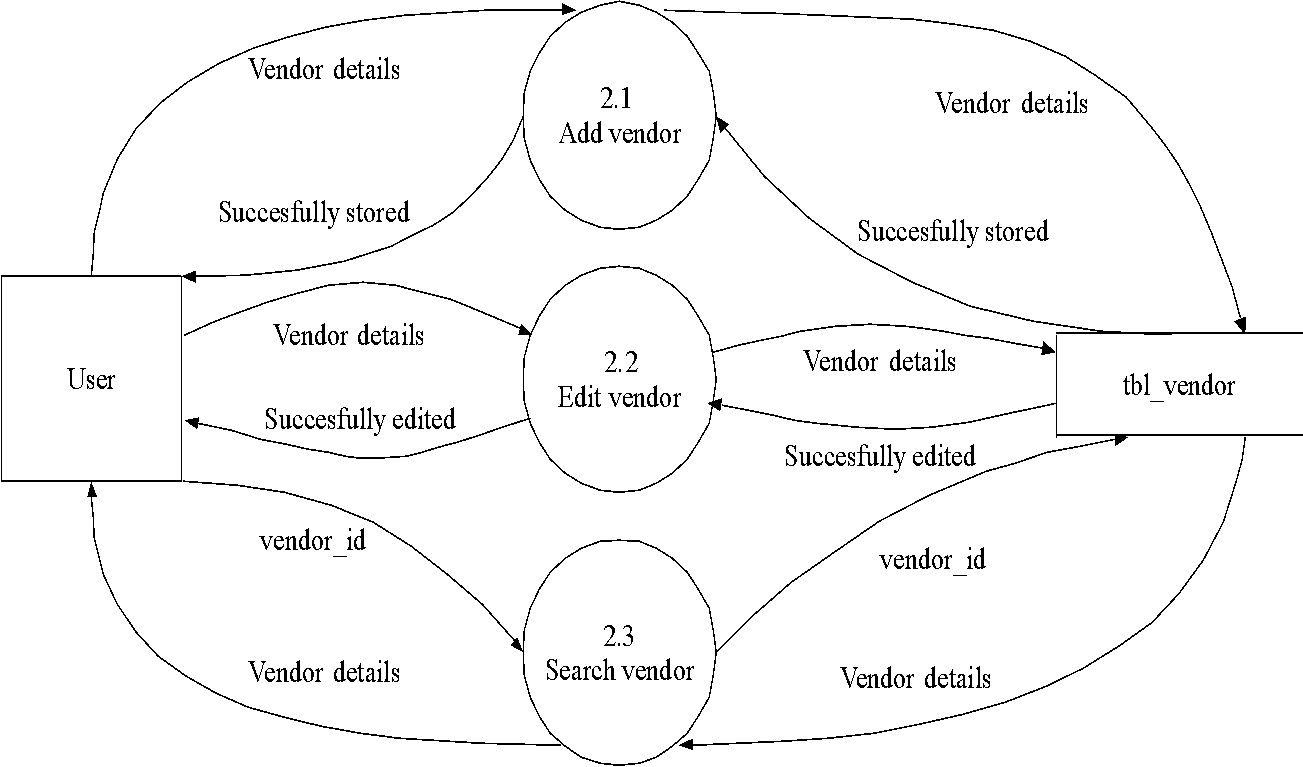 Vendor details
2.1
Add vendor
Vendor details
Succesfully stored
Succesfully stored
Vendor details
User
Succesfully edited
2.2
Edit vendor
Vendor details
tbl_vendor
Succesfully edited
vendor_id
vendor_id
2.3
Search vendor
Vendor details
Vendor details